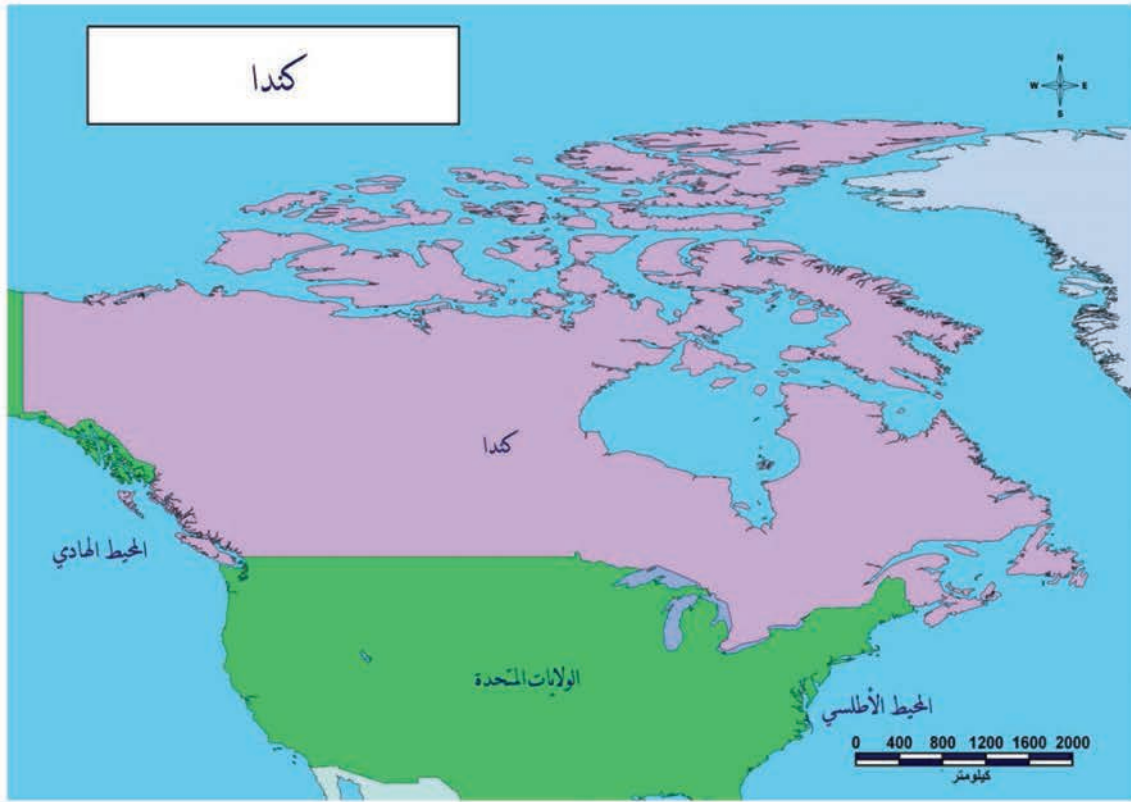 كندا
N
W E
S
كندا
المحيط الهادي
الولايات المتحدة
المحيط الأطلسي
0 400 800 1200 1600 2000
كيلومتر